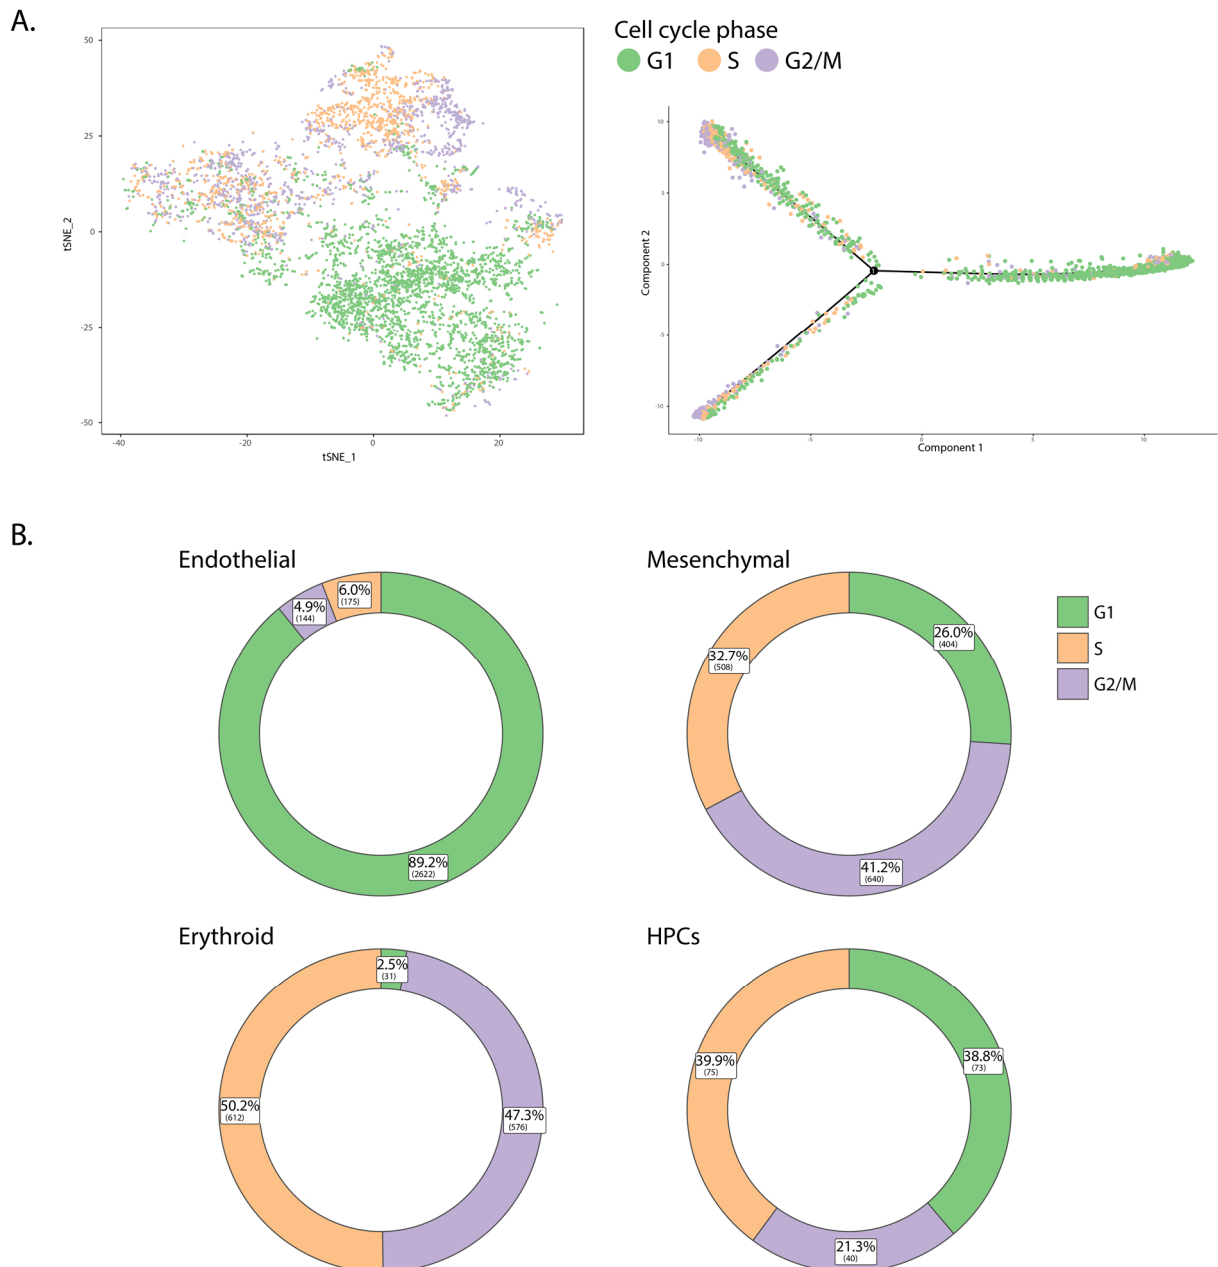 A.
Cell cycle phase
G1 S G2/M
50
25
0
-25
-50
tSNE_2
-40 -20 0 20
tSNE_1
10
5
0
-5
-10
Component 2
1
-10 -5 0 5 10
Component 1
B.
Endothelial
6.0%
(175)
4.9%
(144)
89.2%
(2622)
Mesenchymal
26.0%
(404)
32.7%
(508)
41.2%
(640)
G1
S
G2/M
Erythroid
2.5%
(31)
50.2%
(612)
47.3%
(576)
HPCs
38.8%
(73)
39.9%
(75)
21.3%
(40)